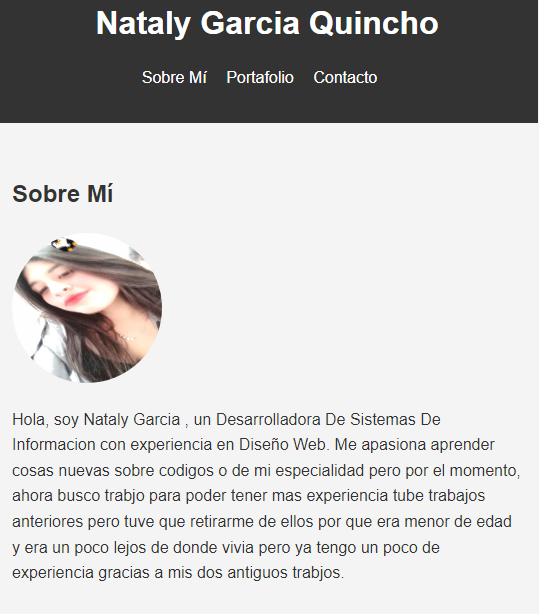 Nataly Garcia Quincho
Sobre Mí Portafolio Contacto
Sobre Mí
Hola, soy Nataly Garcia , un Desarrolladora De Sistemas De
Informacion con experiencia en Diseño Web. Me apasiona aprender
cosas nuevas sobre codigos o de mi especialidad pero por el momento,
ahora busco trabjo para poder tener mas experiencia tube trabajos
anteriores pero tuve que retirarme de ellos por que era menor de edad
y era un poco lejos de donde vivia pero ya tengo un poco de
experiencia gracias a mis dos antiguos trabjos.